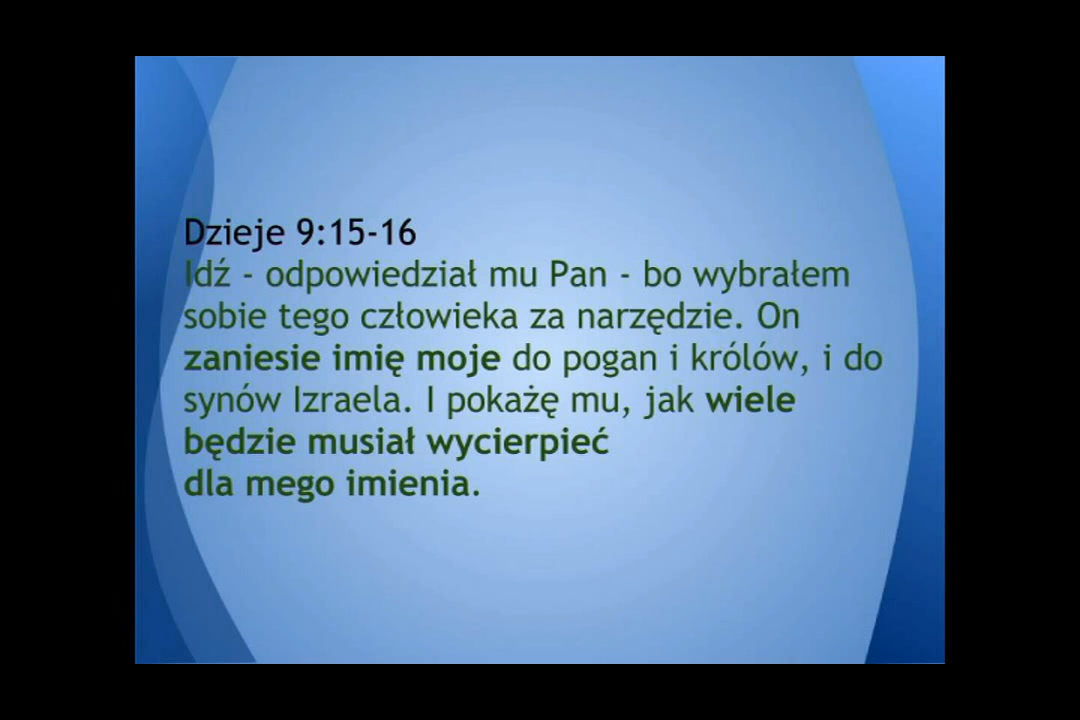 Dzieje 9:15-16
Idź - odpowiedział mu Pan - bo wybrałem
sobie tego człowieka za narzędzie. On
zaniesie imię moje do pogan i królów, i do
synów Izraela. I pokażę mu, jak wiele
będzie musiał wycierpieć
dla mego imienia.